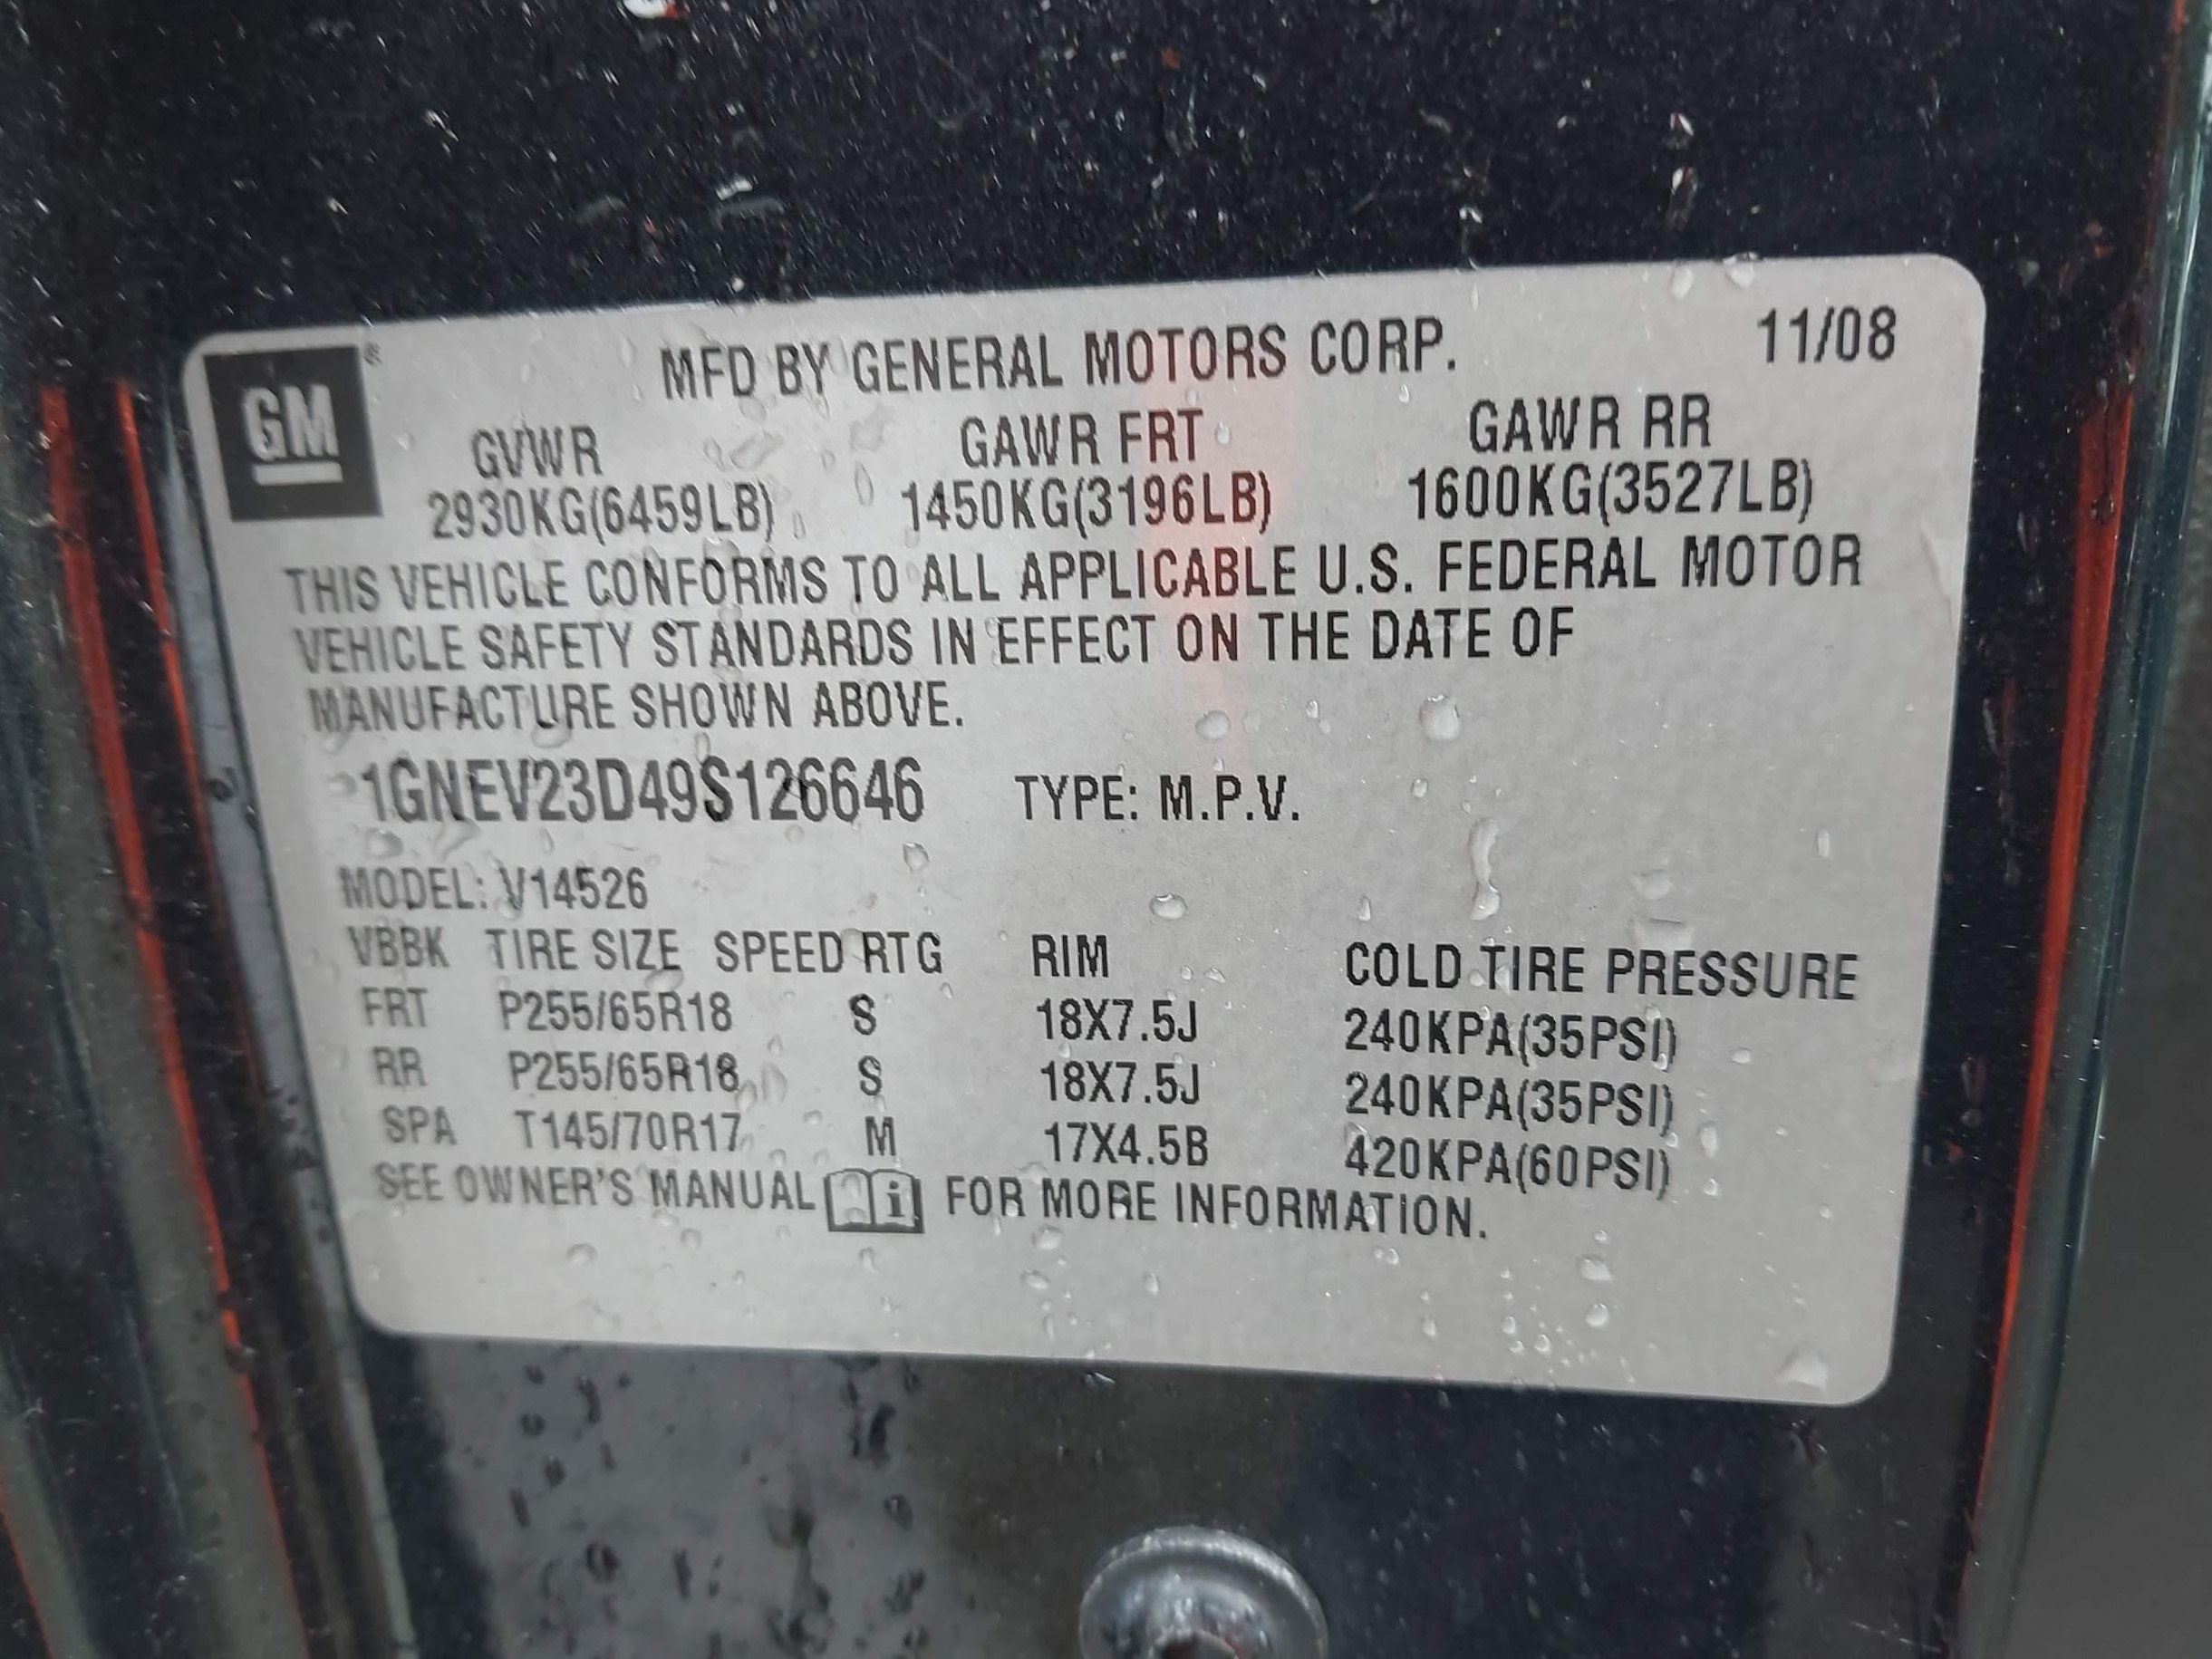 GM ®
MFD BY GENERAL MOTORS CORP. 11/08
GVWR GAWR FRT GAWR RR
2930KG(6459LB) 1450KG(3196LB) 1600KG(3527LB)
THIS VEHICLE CONFORMS TO ALL APPLICABLE U.S. FEDERAL MOTOR
VEHICLE SAFETY STANDARDS IN EFFECT ON THE DATE OF
MANUFACTURE SHOWN ABOVE.
1GNEV23D49S126646 TYPE: M.P.V.
MODEL: V14526
VBBK TIRE SIZE SPEED RTG RIM COLD TIRE PRESSURE
FRT P255/65R18 S 18X7.5J 240KPA(35PSI)
RR P255/65R18 S 18X7.5J 240KPA(35PSI)
SPA T145/70R17 M 17X4.5B 420KPA(60PSI)
SEE OWNER'S MANUAL i FOR MORE INFORMATION.